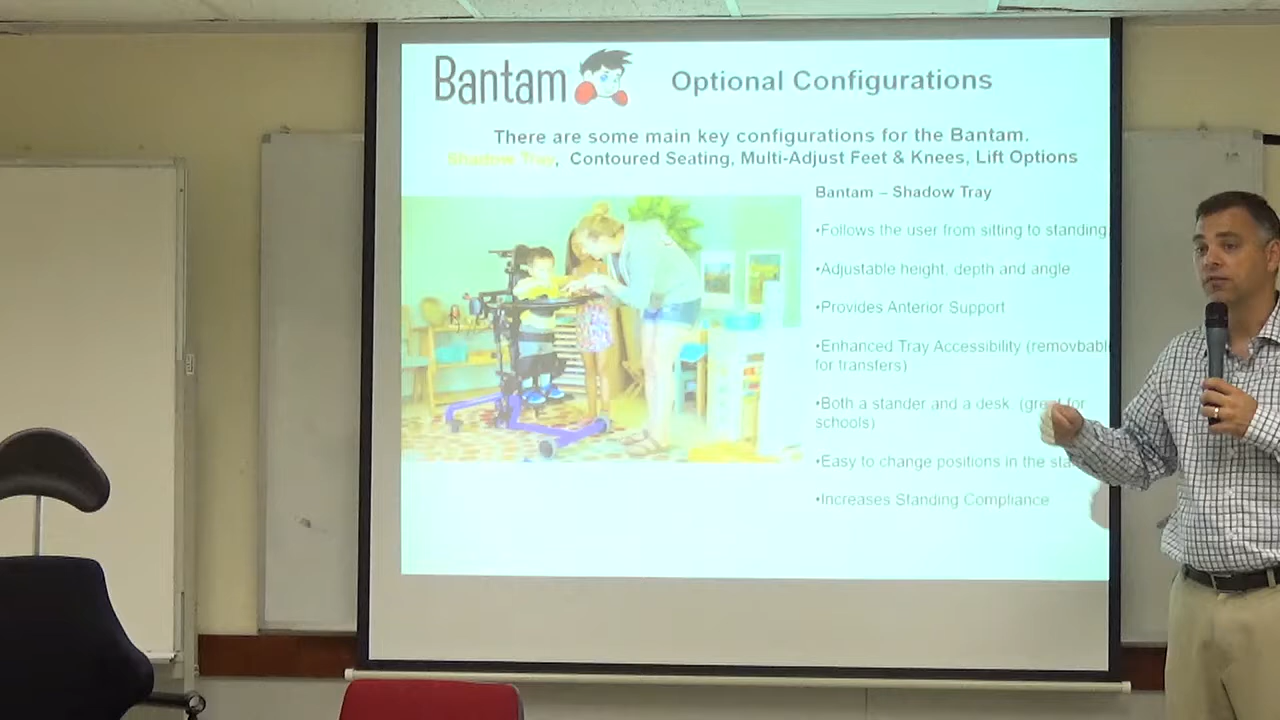 Bantam
Optional Configurations
There are some main key configurations for the Bantam.
Shadow Tray, Contoured Seating, Multi-Adjust Feet & Knees, Lift Options
Bantam – Shadow Tray
•Follows the user from sitting to standing
•Adjustable height, depth and angle
•Provides Anterior Support
•Enhanced Tray Accessibility (removbabl
for transfers)
•Both a stander and a desk. (great for
schools)
•Easy to change positions in the
•Increases Standing Compliance